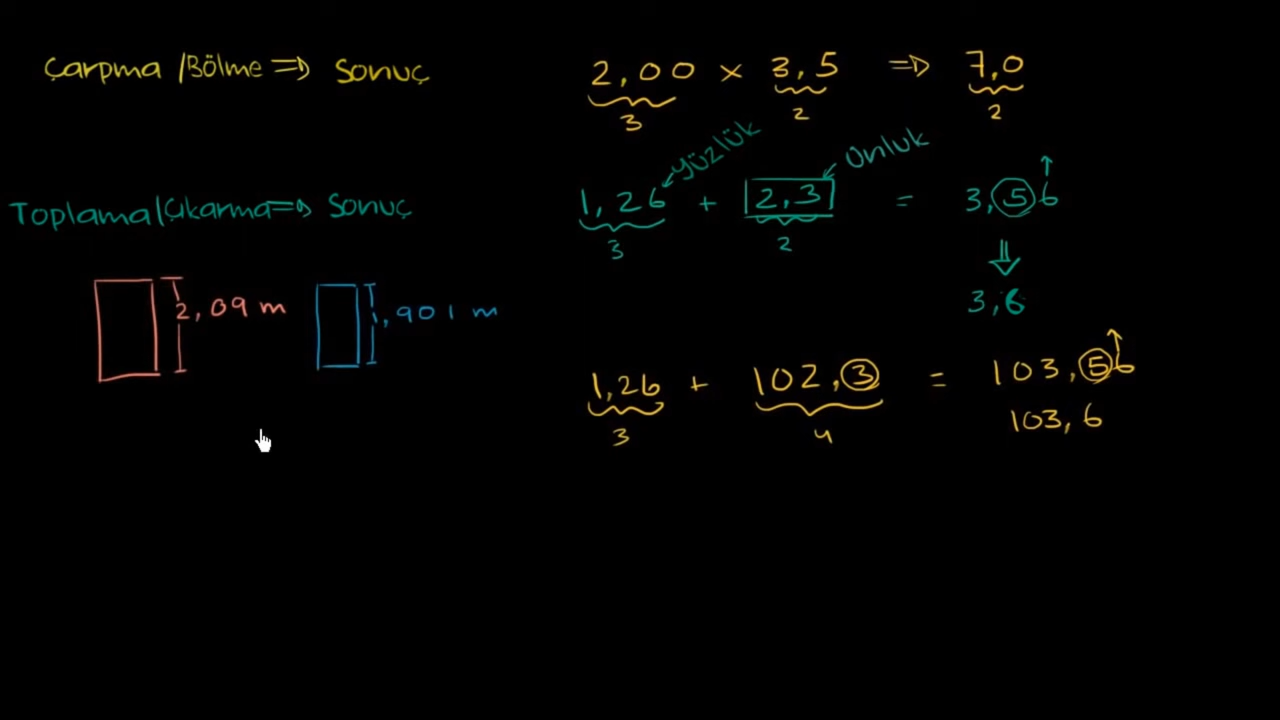 Çarpma /Bölme => Sonuç
2,00 x 3,5 => 7,0
3 2 2
Yüzlük Onluk
Toplama/Çıkarma => Sonuç
1,26 + 2,3 = 3,56
3 2
3,6
2,09 m 1,901 m
1,26 + 102,3 = 103,56
3 4
103,6